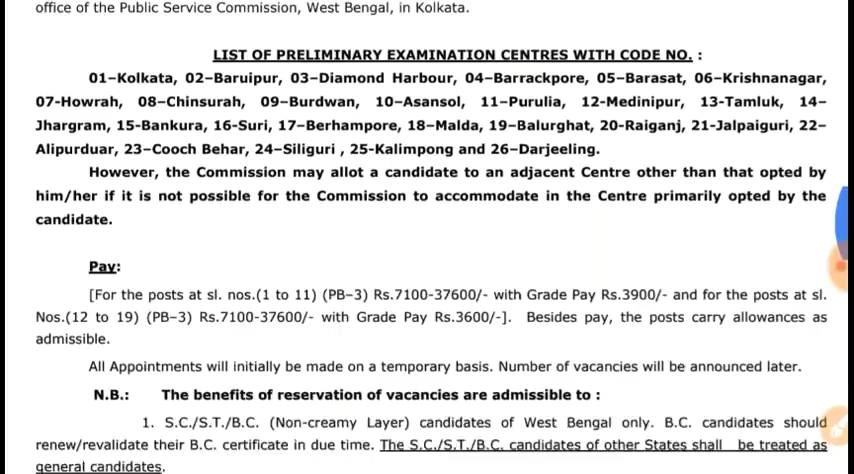 office of the Public Service Commission, West Bengal, in Kolkata.
LIST OF PRELIMINARY EXAMINATION CENTRES WITH CODE NO. :
01–Kolkata, 02–Baruipur, 03–Diamond Harbour, 04–Barrackpore, 05–Barasat, 06–Krishnanagar,
07-Howrah, 08–Chinsurah, 09–Burdwan, 10–Asansol, 11–Purulia, 12-Medinipur, 13-Tamluk, 14–
Jhargram, 15-Bankura, 16-Suri, 17–Berhampore, 18–Malda, 19–Balurghat, 20-Raiganj, 21-Jalpaiguri, 22–
Alipurduar, 23–Cooch Behar, 24–Siliguri , 25-Kalimpong and 26–Darjeeling.
However, the Commission may allot a candidate to an adjacent Centre other than that opted by
him/her if it is not possible for the Commission to accommodate in the Centre primarily opted by the
candidate.
Pay:
[For the posts at sl. nos.(1 to 11) (PB–3) Rs.7100-37600/- with Grade Pay Rs.3900/- and for the posts at sl.
Nos.(12 to 19) (PB–3) Rs.7100-37600/- with Grade Pay Rs.3600/-]. Besides pay, the posts carry allowances as
admissible.
All Appointments will initially be made on a temporary basis. Number of vacancies will be announced later.
N.B.: The benefits of reservation of vacancies are admissible to :
1. S.C./S.T./B.C. (Non-creamy Layer) candidates of West Bengal only. B.C. candidates should
renew/revalidate their B.C. certificate in due time. The S.C./S.T./B.C. candidates of other States shall be treated as
general candidates.